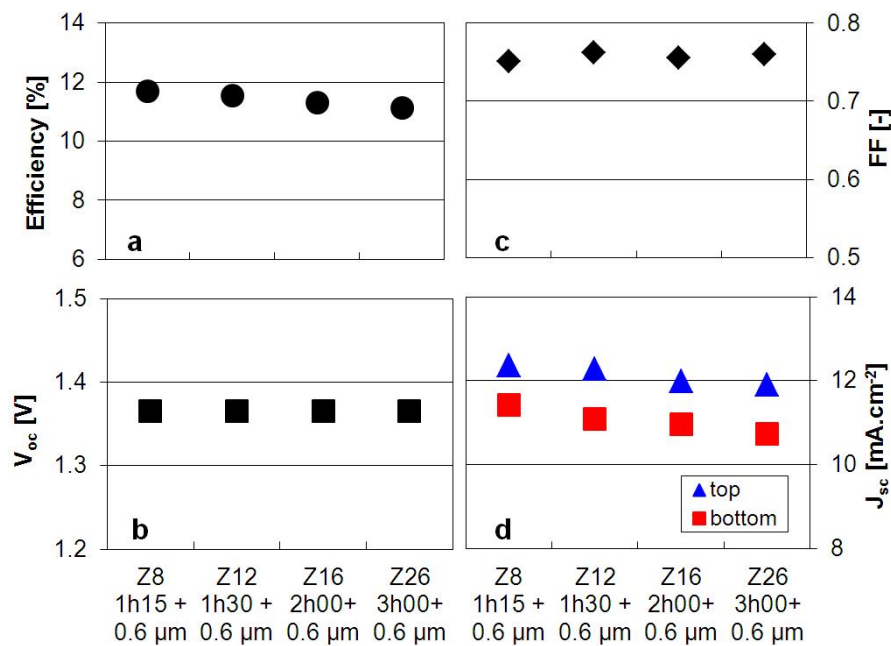 Efficiency [%]
14
12
10
8
6
a
0.8
0.7
0.6
0.5
FF [-]
c
Voc [V]
1.5
1.4
1.3
1.2
b
14
12
10
8
Jsc [mA.cm-2]
top
bottom
d
Z8 Z12 Z16 Z26
1h15 + 1h30 + 2h00+ 3h00+
0.6 µm 0.6 µm 0.6 µm 0.6 µm
Z8 Z12 Z16 Z26
1h15 + 1h30 + 2h00+ 3h00+
0.6 µm 0.6 µm 0.6 µm 0.6 µm